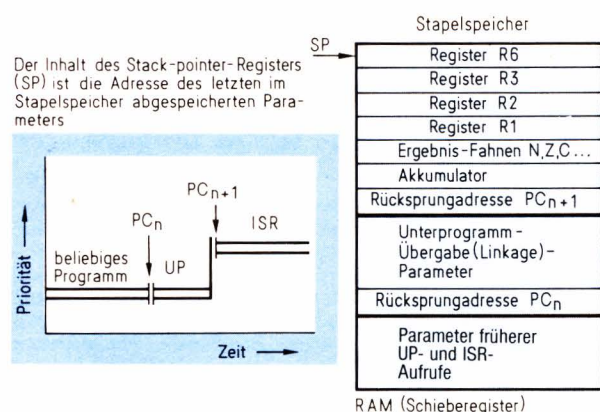 Der Inhalt des Stack-pointer-Registers
(SP) ist die Adresse des letzten im
Stapelspeicher abgespeicherten Para-
meters
PCn+1
PCn
ISR
beliebiges
Programm
UP
Priorität
Zeit
Stapelspeicher
SP
Register R6
Register R3
Register R2
Register R1
Ergebnis-Fahnen N,Z,C...
Akkumulator
Rücksprungadresse PCn+1
Unterprogramm-
Übergabe(Linkage)-
Parameter
Rücksprungadresse PCn
Parameter früherer
UP- und ISR-
Aufrufe
RAM (Schieberegister)